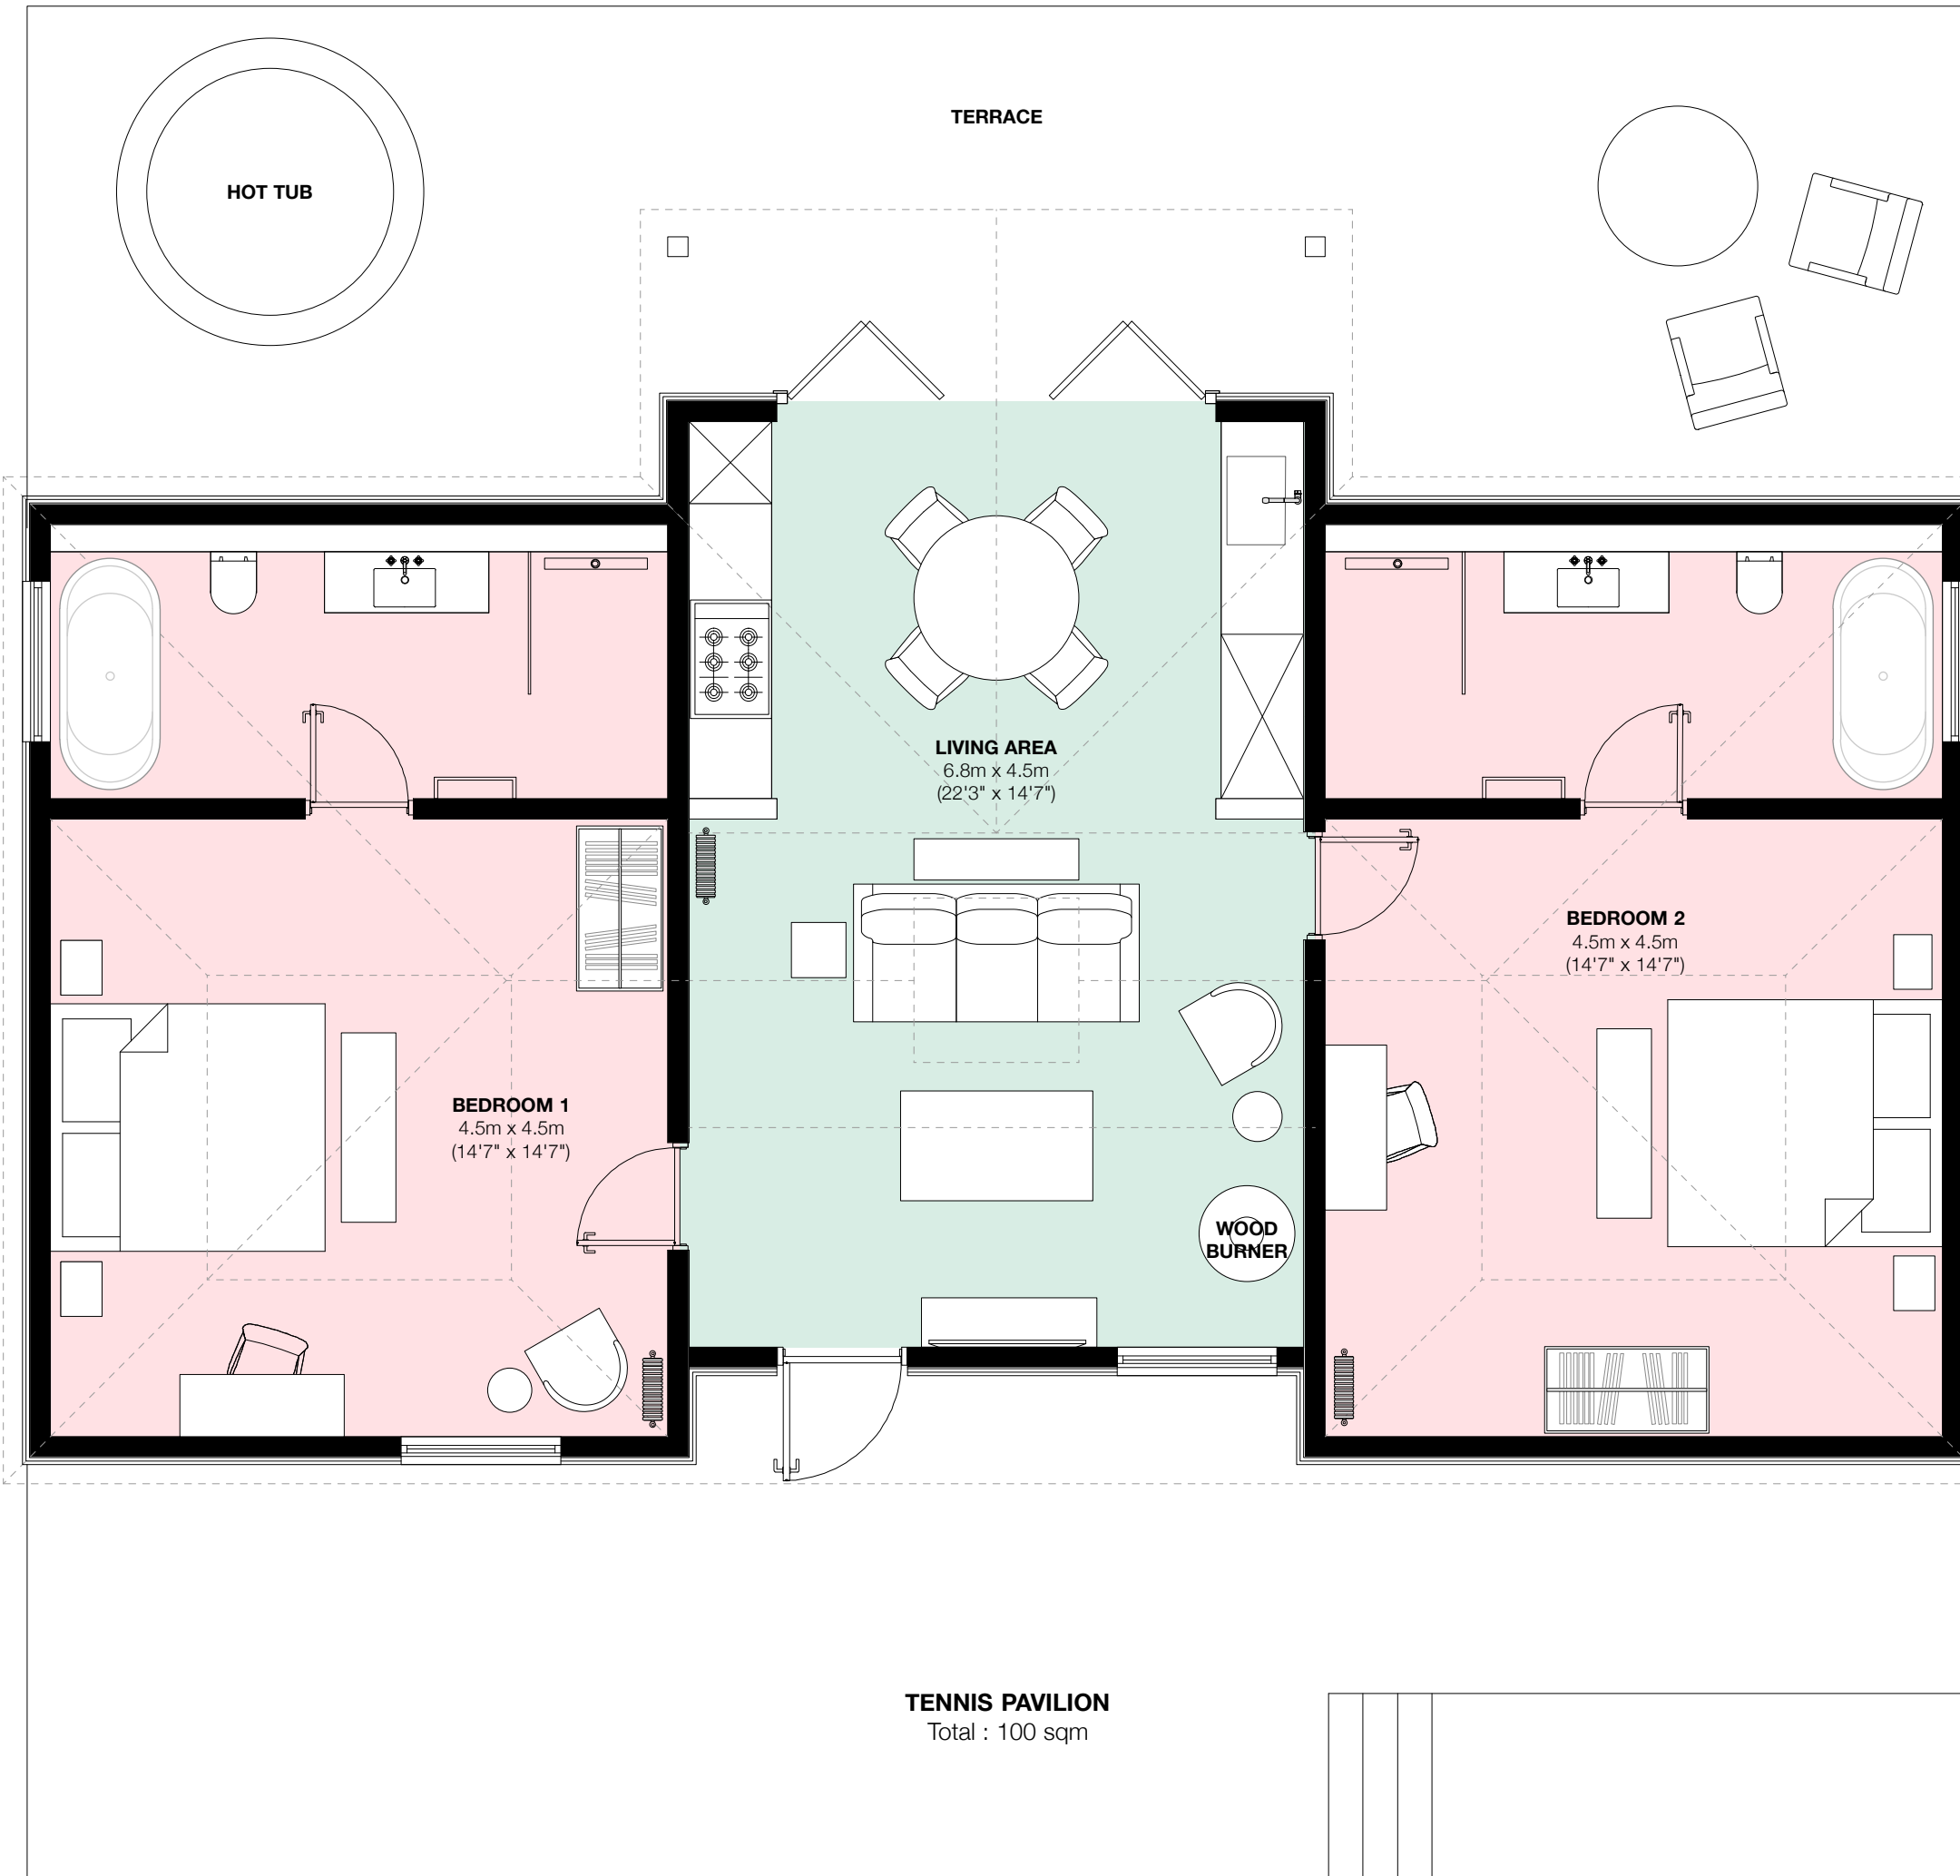 TERRACE
HOT TUB
LIVING AREA
6.8m x 4.5m
(22'3" x 14'7")
BEDROOM 2
4.5m x 4.5m
(14'7" x 14'7")
BEDROOM 1
4.5m x 4.5m
(14'7" x 14'7")
WOOD
BURNER
TENNIS PAVILION
Total : 100 sqm